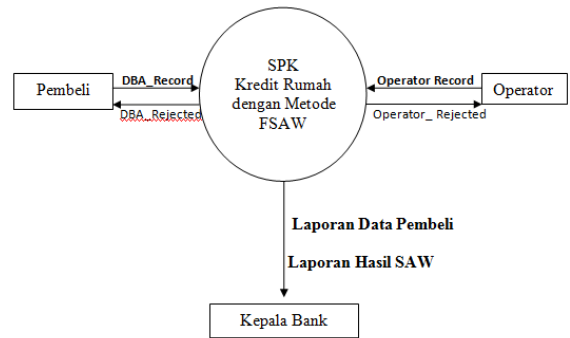 SPK
Kredit Rumah
dengan Metode
FSAW
Pembeli
DBA_Record
DBA_Rejected
Operator Record
Operator_ Rejected
Operator
Laporan Data Pembeli
Laporan Hasil SAW
Kepala Bank